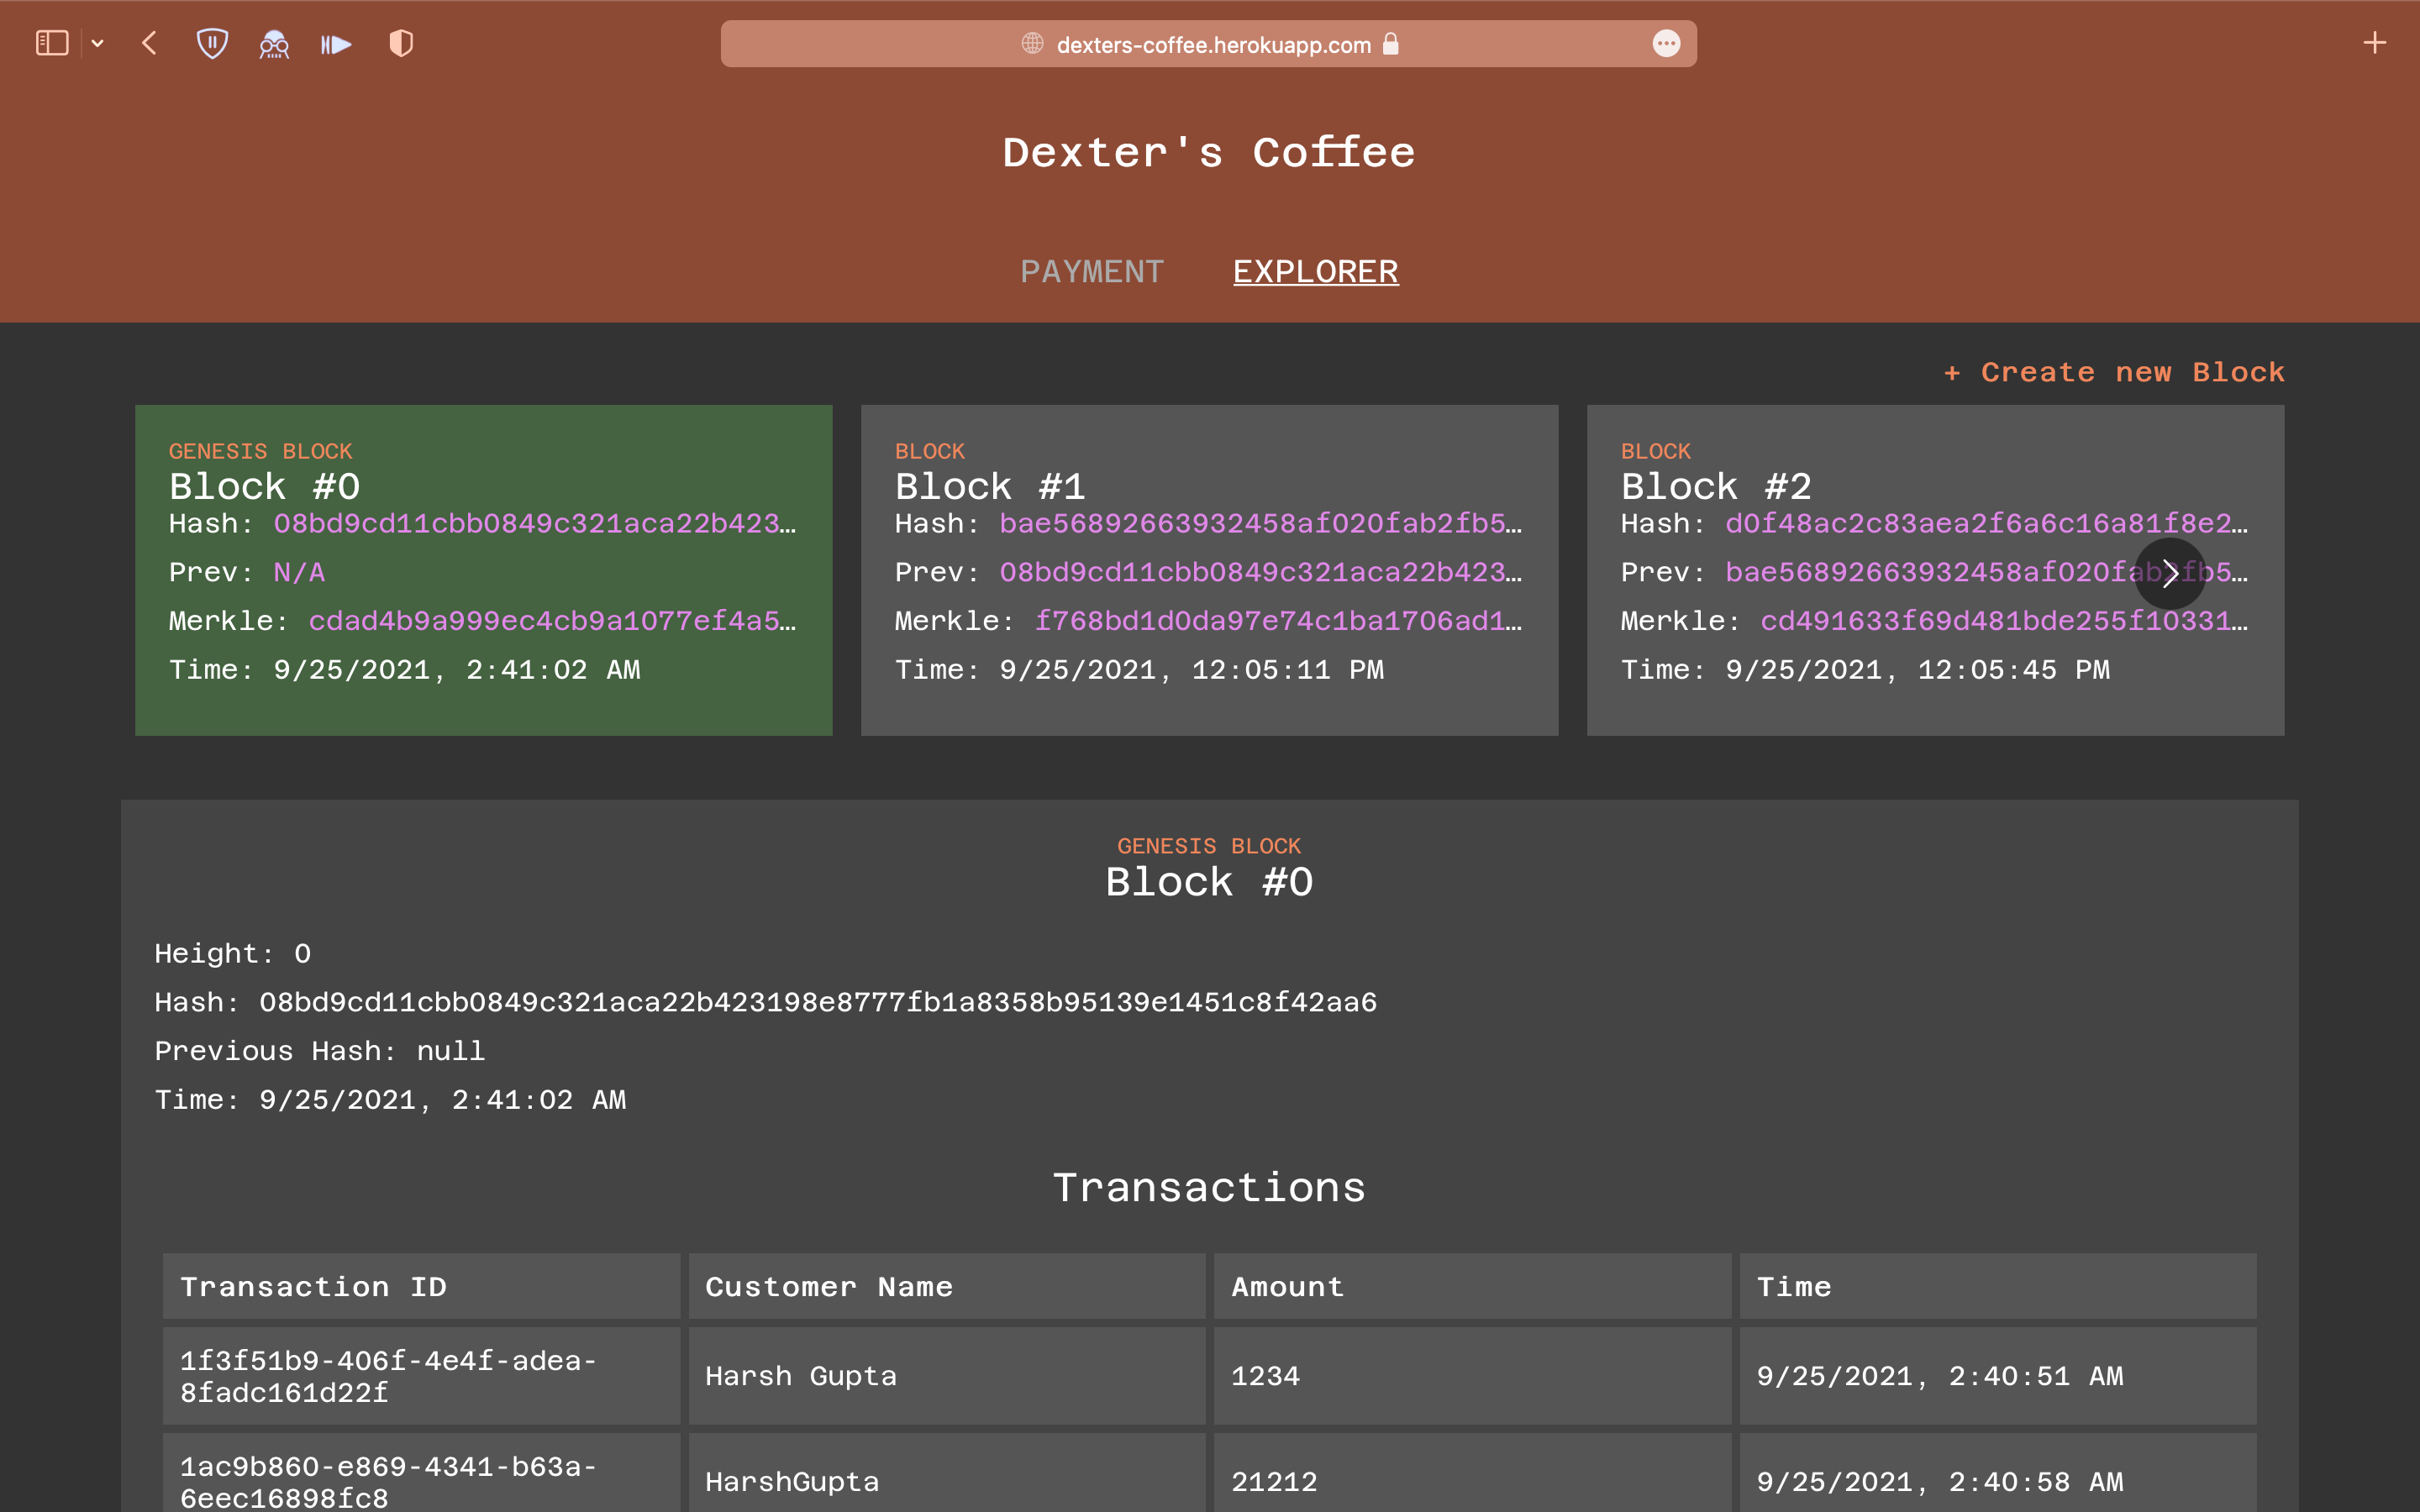 dexters-coffee.herokuapp.com
Dexter's Coffee
PAYMENT EXPLORER
+ Create new Block
GENESIS BLOCK
Block #0
Hash: 08bd9cd11cbb0849c321aca22b423…
Prev: N/A
Merkle: cdad4b9a999ec4cb9a1077ef4a5…
Time: 9/25/2021, 2:41:02 AM
BLOCK
Block #1
Hash: bae56892663932458af020fab2fb5…
Prev: 08bd9cd11cbb0849c321aca22b423…
Merkle: f768bd1d0da97e74c1ba1706ad1…
Time: 9/25/2021, 12:05:11 PM
BLOCK
Block #2
Hash: d0f48ac2c83aea2f6a6c16a81f8e2…
Prev: bae56892663932458af020fab2fb5…
Merkle: cd491633f69d481bde255f10331…
Time: 9/25/2021, 12:05:45 PM
GENESIS BLOCK
Block #0
Height: 0
Hash: 08bd9cd11cbb0849c321aca22b423198e8777fb1a8358b95139e1451c8f42aa6
Previous Hash: null
Time: 9/25/2021, 2:41:02 AM
Transactions
Transaction ID Customer Name Amount Time
1f3f51b9-406f-4e4f-adea-
8fadc161d22f
Harsh Gupta 1234 9/25/2021, 2:40:51 AM
1ac9b860-e869-4341-b63a-
6eec16898fc8
HarshGupta 21212 9/25/2021, 2:40:58 AM